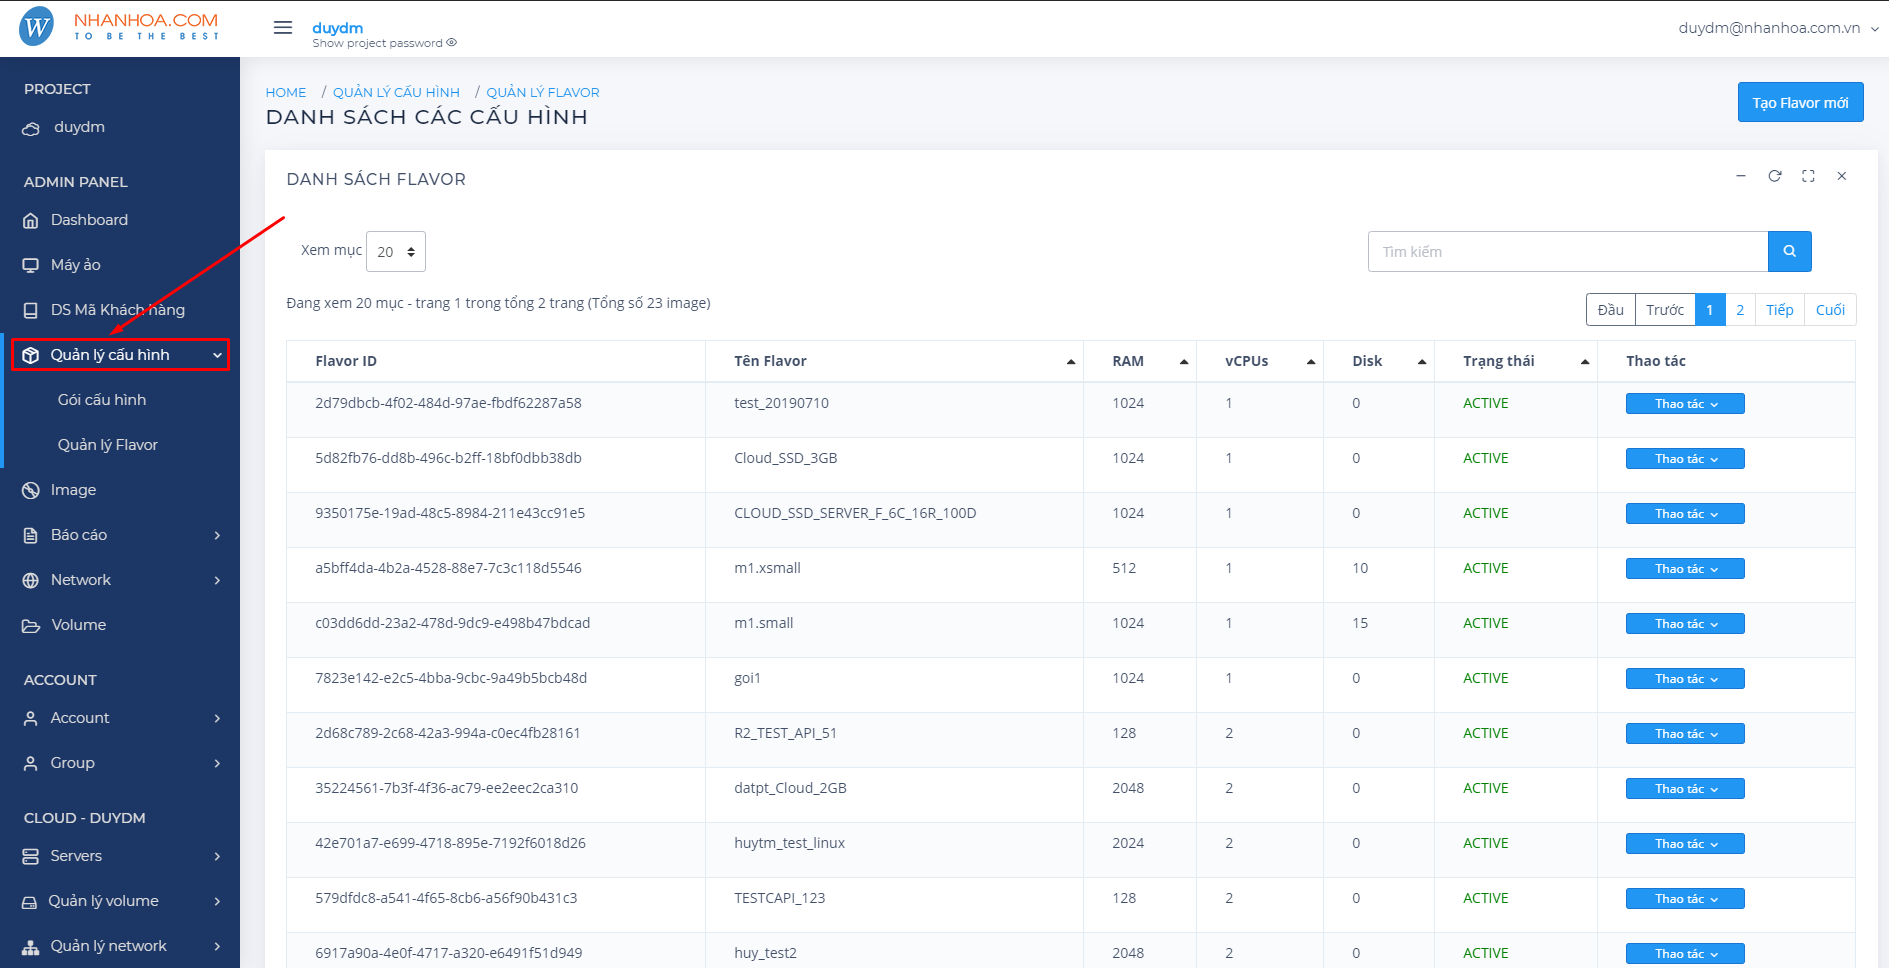 NHANHOA.COM
TO BE THE BEST
duydm
Show project password
duydm@nhanhoa.com.vn
PROJECT
duydm
ADMIN PANEL
Dashboard
Máy ảo
DS Mã Khách hàng
Quản lý cấu hình
Gói cấu hình
Quản lý Flavor
Image
Báo cáo
Network
Volume
ACCOUNT
Account
Group
CLOUD - DUYDM
Servers
Quản lý volume
Quản lý network
HOME / QUẢN LÝ CẤU HÌNH / QUẢN LÝ FLAVOR
DANH SÁCH CÁC CẤU HÌNH
Tạo Flavor mới
DANH SÁCH FLAVOR
Xem mục 20
Tìm kiếm
Đang xem 20 mục - trang 1 trong tổng 2 trang (Tổng số 23 image)
Đầu Trước 1 2 Tiếp Cuối
Flavor ID Tên Flavor RAM vCPUs Disk Trạng thái Thao tác
2d79dbcb-4f02-484d-97ae-fbdf62287a58 test_20190710 1024 1 0 ACTIVE Thao tác
5d82fb76-dd8b-496c-b2ff-18bf0dbb38db Cloud_SSD_3GB 1024 1 0 ACTIVE Thao tác
9350175e-19ad-48c5-8984-211e43cc91e5 CLOUD_SSD_SERVER_F_6C_16R_100D 1024 1 0 ACTIVE Thao tác
a5bff4da-4b2a-4528-88e7-7c3c118d5546 m1.xsmall 512 1 10 ACTIVE Thao tác
c03dd6dd-23a2-478d-9dc9-e498b47bdcad m1.small 1024 1 15 ACTIVE Thao tác
7823e142-e2c5-4bba-9cbc-9a49b5bcb48d goi1 1024 1 0 ACTIVE Thao tác
2d68c789-2c68-42a3-994a-c0ec4fb28161 R2_TEST_API_51 128 2 0 ACTIVE Thao tác
35224561-7b3f-4f36-ac79-ee2eec2ca310 datpt_Cloud_2GB 2048 2 0 ACTIVE Thao tác
42e701a7-e699-4718-895e-7192f6018d26 huytm_test_linux 2024 2 0 ACTIVE Thao tác
579dfdc8-a541-4f65-8cb6-a56f90b431c3 TESTCAPI_123 128 2 0 ACTIVE Thao tác
6917a90a-4e0f-4717-a320-e6491f51d949 huy_test2 2048 2 0 ACTIVE Thao tác